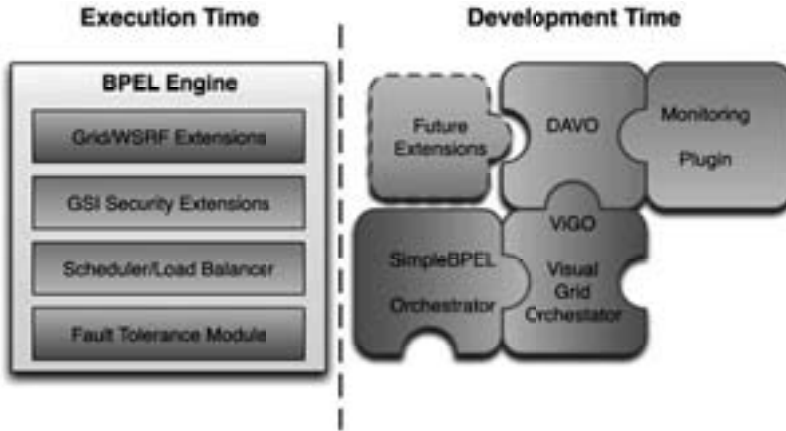 Execution Time
Development Time
BPEL Engine
Grid/WSRF Extensions
GSI Security Extensions
Scheduler/Load Balancer
Fault Tolerance Module
Future
Extensions
DAVO
Monitoring
Plugin
SimpleBPEL
Orchestrator
ViGO
Visual
Grid
Orchestator